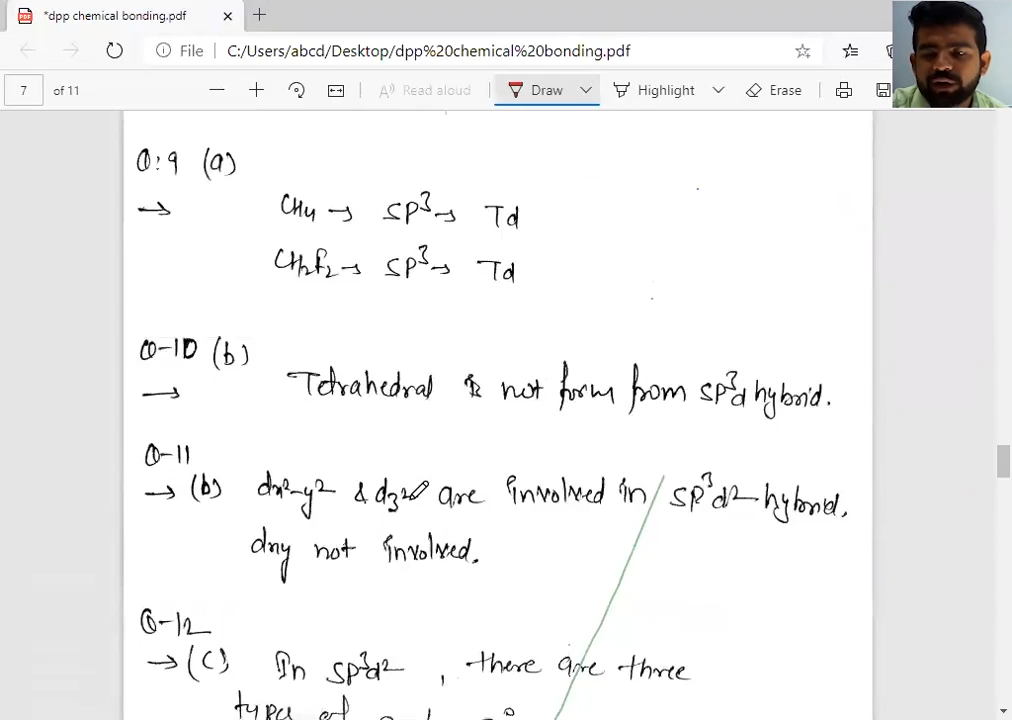 *dpp chemical bonding.pdf
File C:/Users/abcd/Desktop/dpp%20chemical%20bonding.pdf
7 of 11 Read aloud Draw Highlight Erase
Q:9 (a)
→ CH4 → SP3 → Td
CH2F2 → SP3 → Td
Q-10 (b)
→ Tetrahedral is not form from SP3d hybrid.
Q-11
→ (b) dx2-y2 & dz2 are involved in SP3d2 hybrid.
dxy not involved.
Q-12
→ (C) In SP3d2, there are three
types of